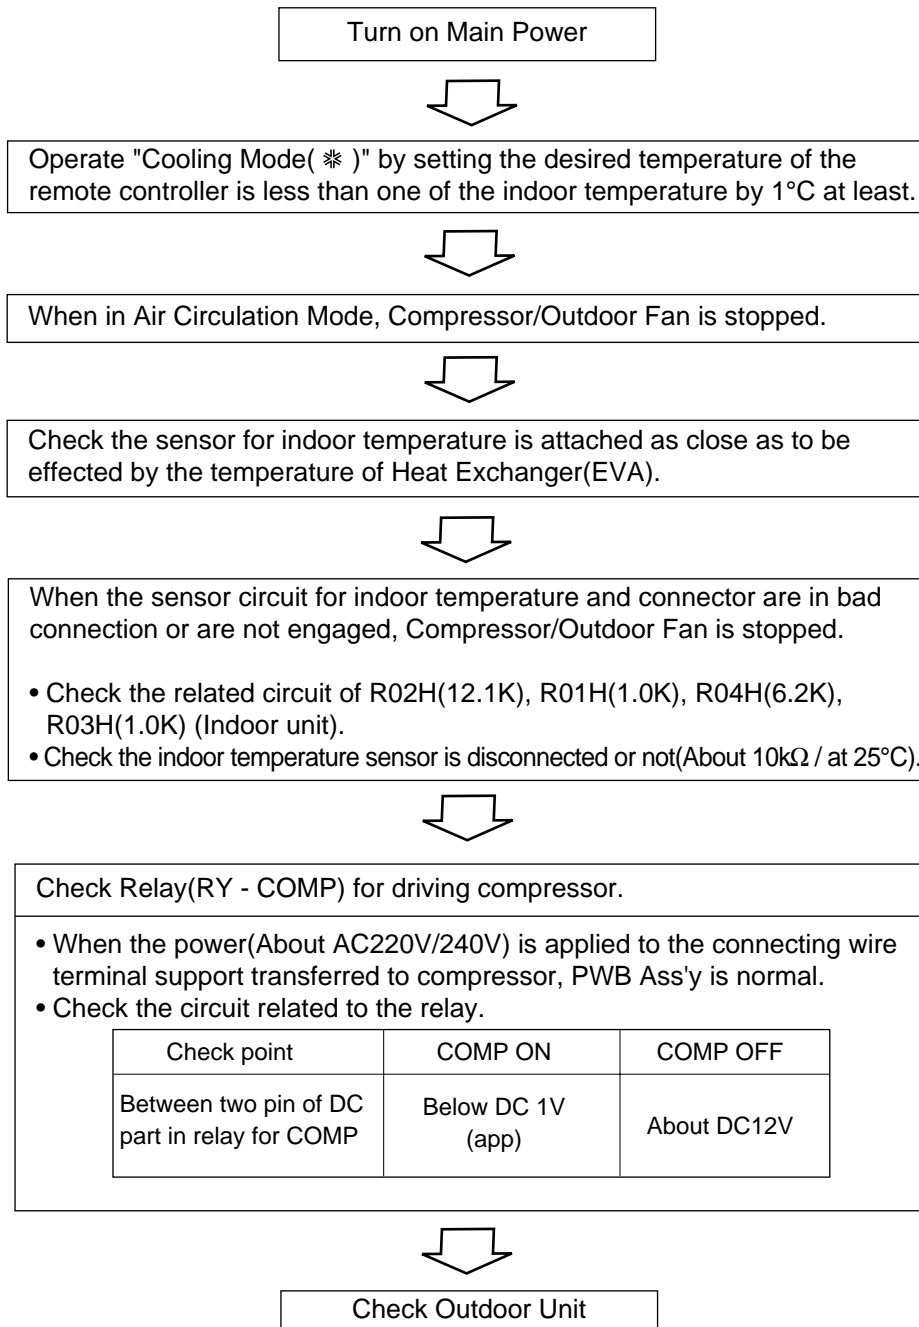 Turn on Main Power
Operate "Cooling Mode( ❉ )" by setting the desired temperature of the
remote controller is less than one of the indoor temperature by 1°C at least.
When in Air Circulation Mode, Compressor/Outdoor Fan is stopped.
Check the sensor for indoor temperature is attached as close as to be
effected by the temperature of Heat Exchanger(EVA).
When the sensor circuit for indoor temperature and connector are in bad
connection or are not engaged, Compressor/Outdoor Fan is stopped.
• Check the related circuit of R02H(12.1K), R01H(1.0K), R04H(6.2K),
R03H(1.0K) (Indoor unit).
• Check the indoor temperature sensor is disconnected or not(About 10kΩ / at 25°C).
Check Relay(RY - COMP) for driving compressor.
• When the power(About AC220V/240V) is applied to the connecting wire
terminal support transferred to compressor, PWB Ass'y is normal.
• Check the circuit related to the relay.
Check point COMP ON COMP OFF
Between two pin of DC
part in relay for COMP
Below DC 1V
(app)
About DC12V
Check Outdoor Unit